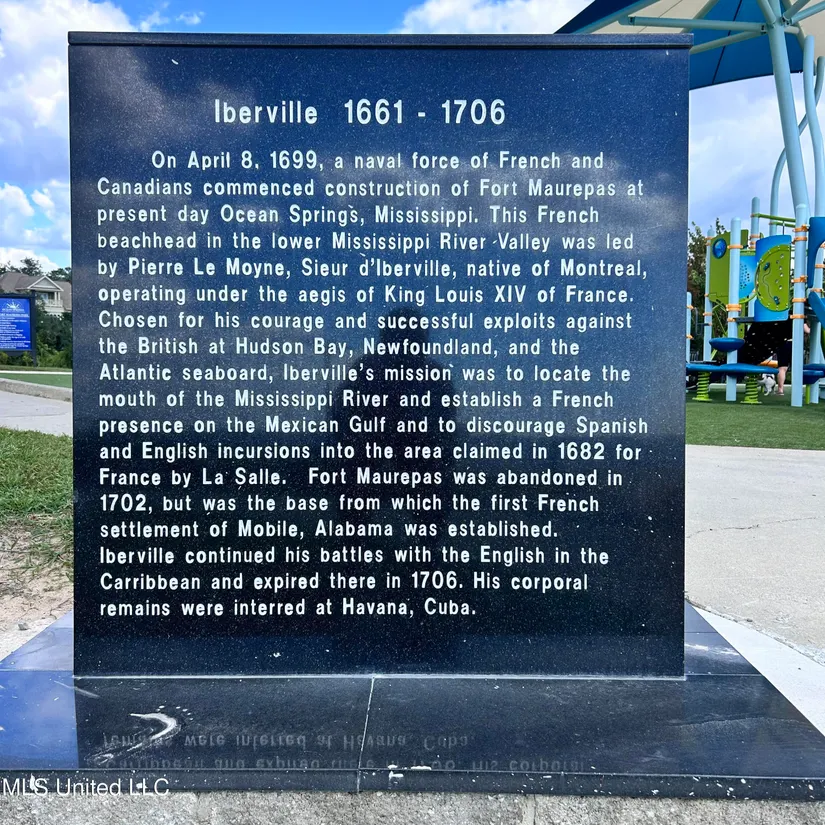 Iberville 1661 - 1706
On April 8, 1699, a naval force of French and
Canadians commenced construction of Fort Maurepas at
present day Ocean Springs, Mississippi. This French
beachhead in the lower Mississippi River Valley was led
by Pierre Le Moyne, Sieur d'Iberville, native of Montreal,
operating under the aegis of King Louis XIV of France.
Chosen for his courage and successful exploits against
the British at Hudson Bay, Newfoundland, and the
Atlantic seaboard, Iberville's mission was to locate the
mouth of the Mississippi River and establish a French
presence on the Mexican Gulf and to discourage Spanish
and English incursions into the area claimed in 1682 for
France by La Salle. Fort Maurepas was abandoned in
1702, but was the base from which the first French
settlement of Mobile, Alabama was established.
Iberville continued his battles with the English in the
Carribbean and expired there in 1706. His corporal
remains were interred at Havana, Cuba.
MLS United LLC